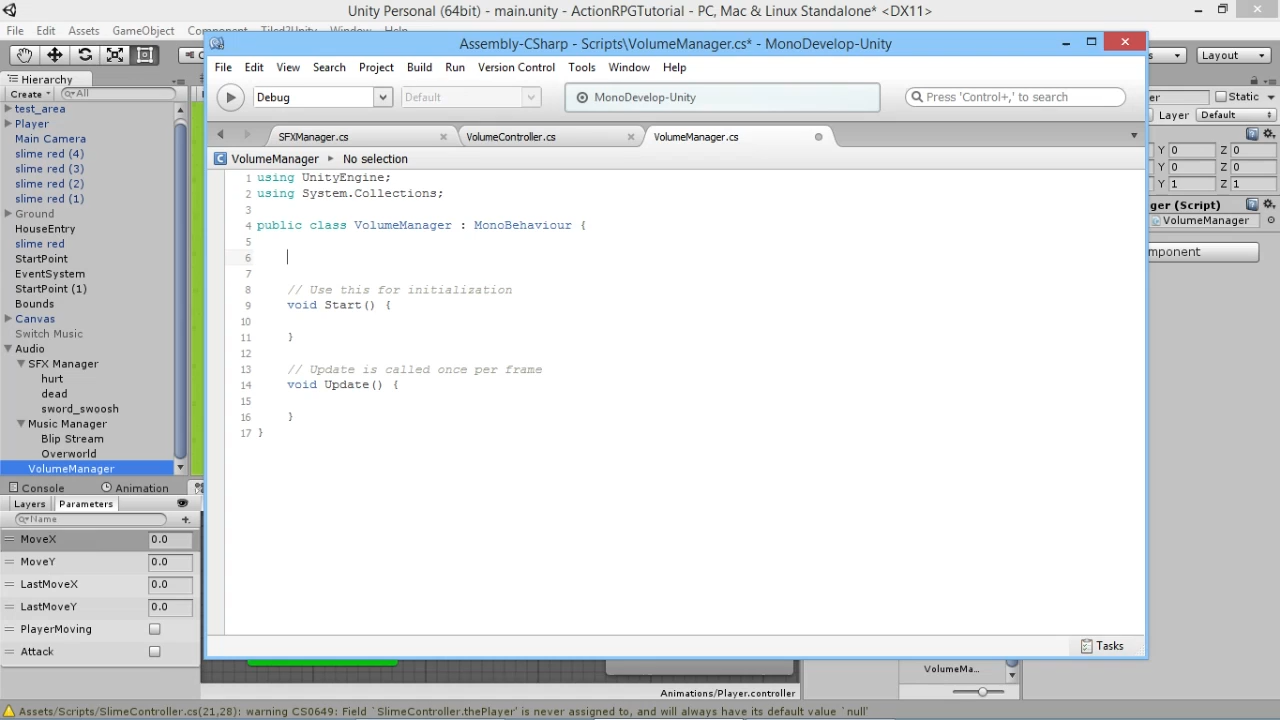 Unity Personal (64bit) - main.unity - ActionRPGTutorial - PC, Mac & Linux Standalone* <DX11>
File Edit Assets GameObject Component Tiled2Unity Window Help
Assembly-CSharp - Scripts\VolumeManager.cs* - MonoDevelop-Unity
Layout
File Edit View Search Project Build Run Version Control Tools Window Help
Hierarchy
Create All
Debug Default MonoDevelop-Unity Press 'Control+,' to search
Static
Layer Default
SFXManager.cs VolumeController.cs VolumeManager.cs
VolumeManager No selection
Y 0 Z 0
Y 0 Z 0
Y 1 Z 1
ger (Script)
VolumeManager
omponent
1 using UnityEngine;
2 using System.Collections;
3
4 public class VolumeManager : MonoBehaviour {
5
6
7
8 // Use this for initialization
9 void Start() {
10
11 }
12
13 // Update is called once per frame
14 void Update() {
15
16 }
17 }
test_area
Player
Main Camera
slime red (4)
slime red (3)
slime red (2)
slime red (1)
Ground
HouseEntry
slime red
StartPoint
EventSystem
StartPoint (1)
Bounds
Canvas
Switch Music
Audio
SFX Manager
hurt
dead
sword_swoosh
Music Manager
Blip Stream
Overworld
VolumeManager
Console Animation
Layers Parameters
Name
MoveX 0.0
MoveY 0.0
LastMoveX 0.0
LastMoveY 0.0
PlayerMoving
Attack
Tasks
VolumeMa...
Animations/Player.controller
Assets/Scripts/SlimeController.cs(21,28): warning CS0649: Field `SlimeController.thePlayer' is never assigned to, and will always have its default value `null'